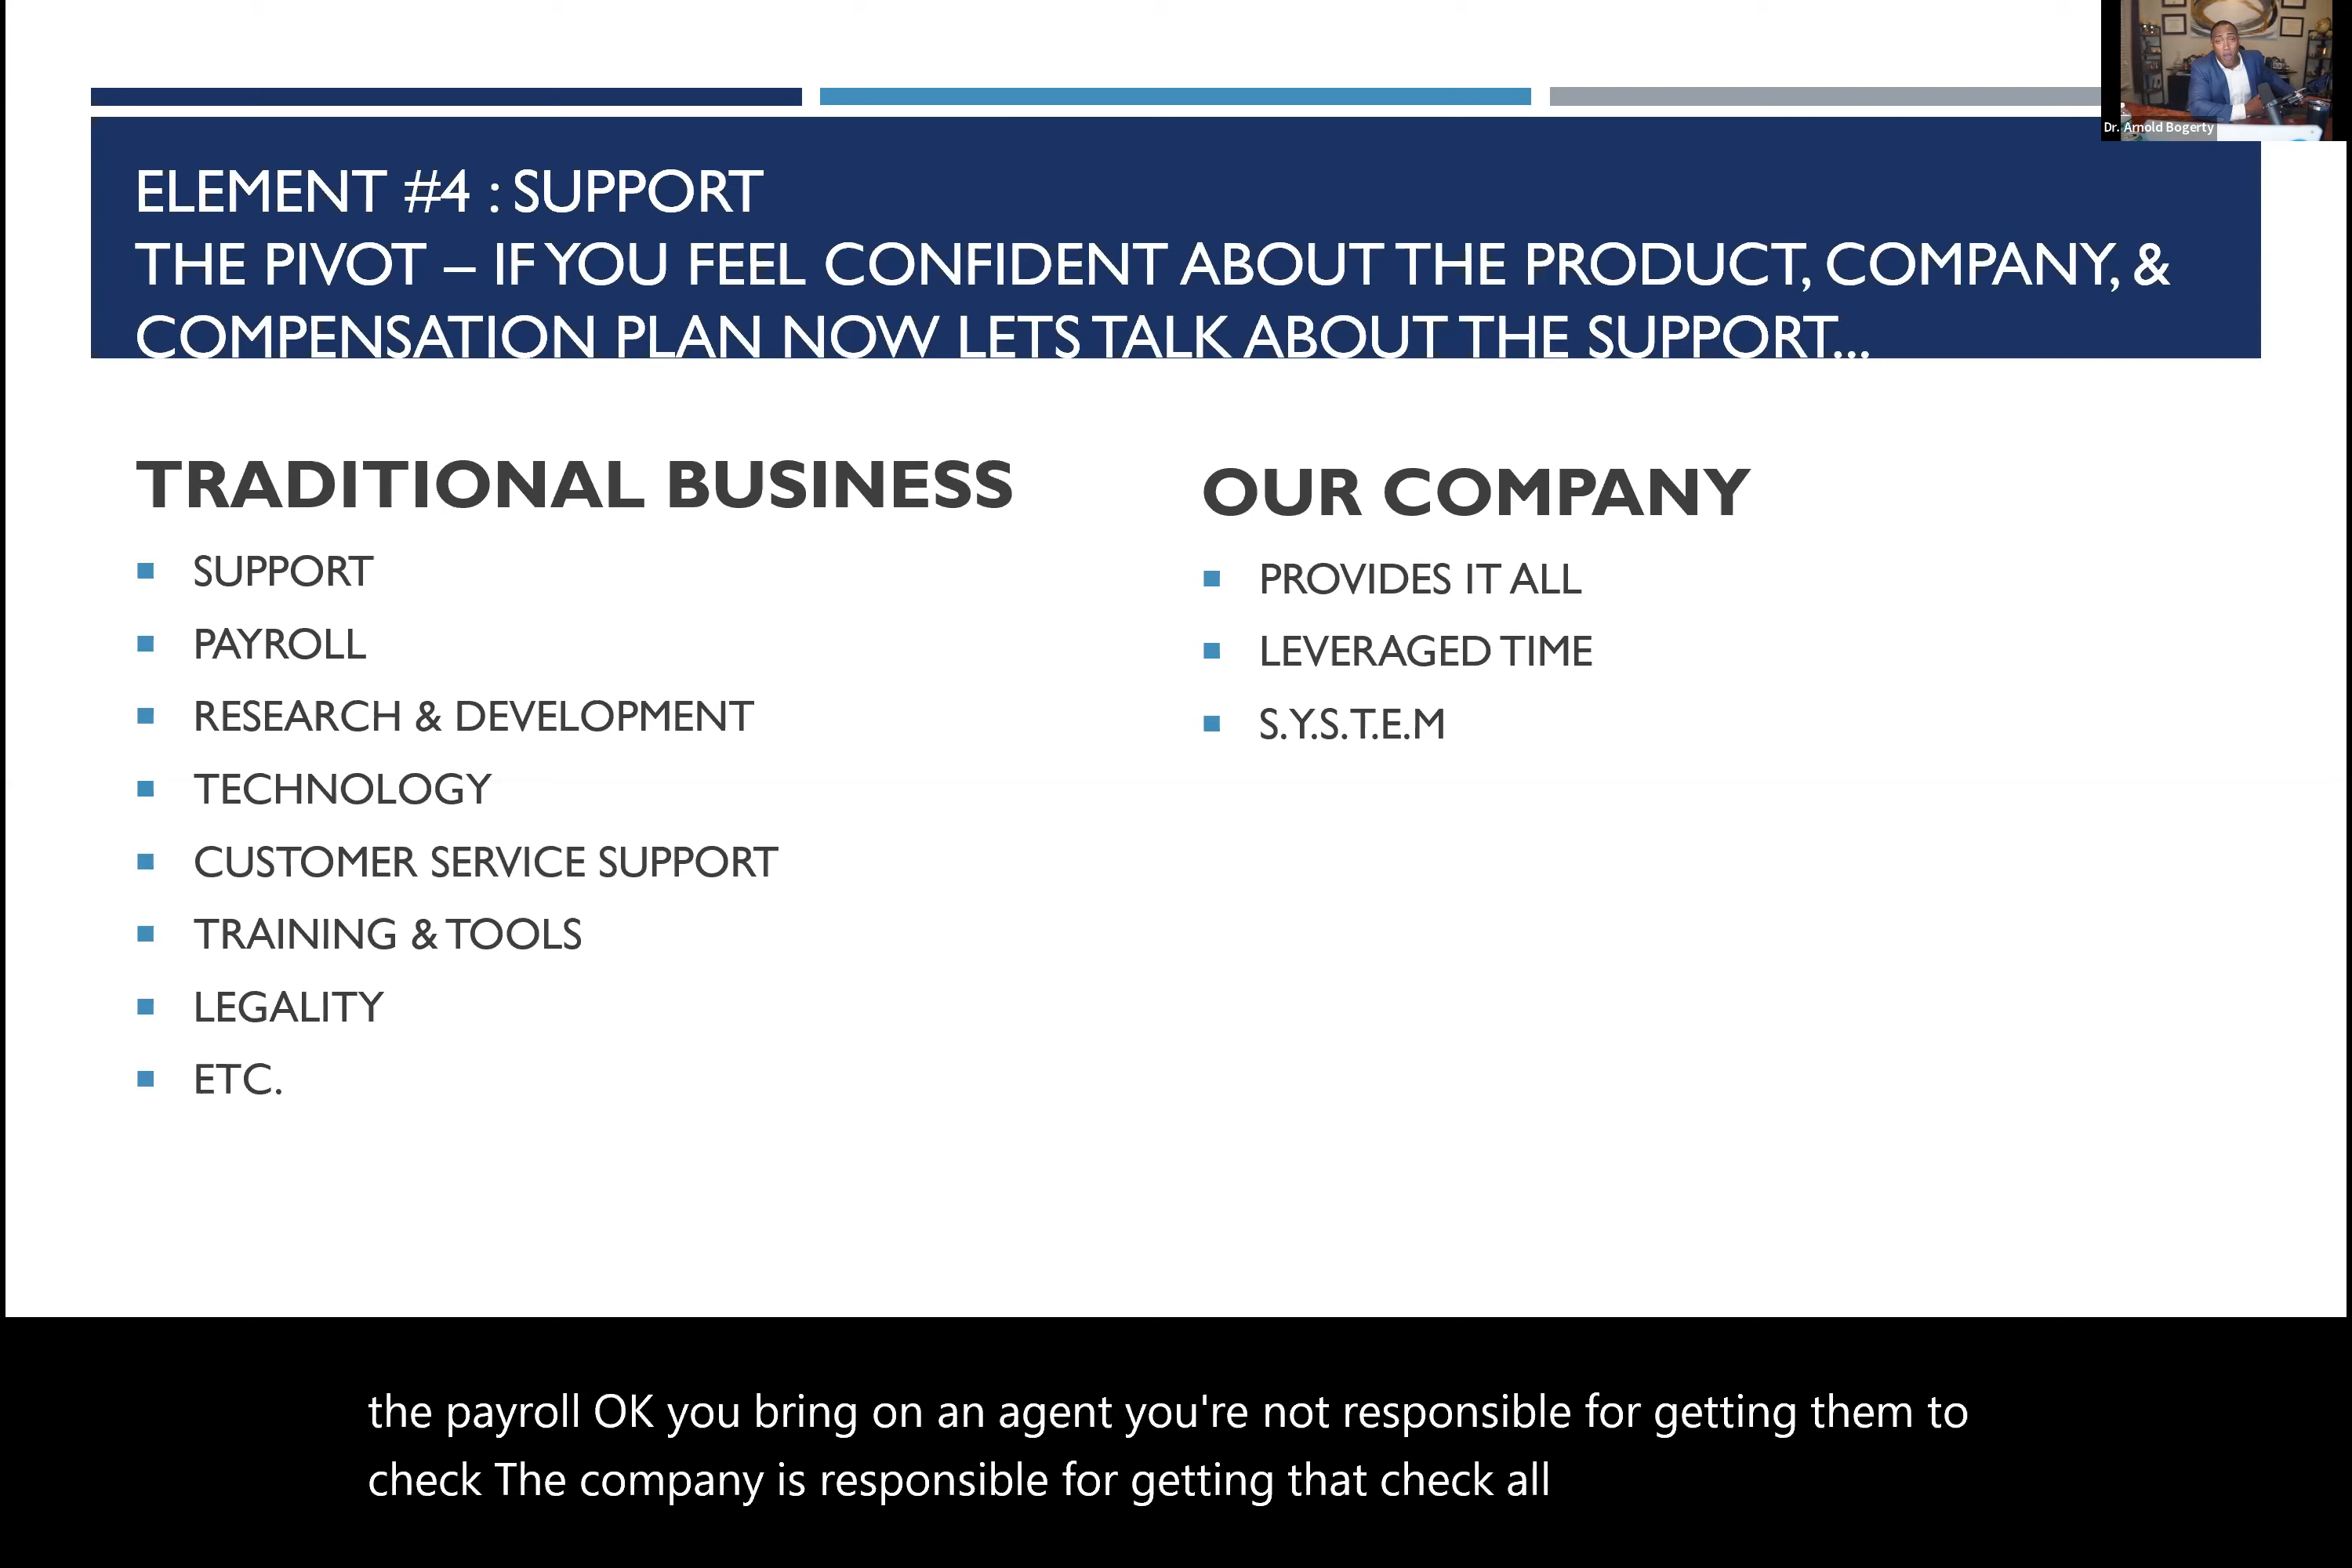 Dr. Arnold Bogerty
ELEMENT #4 : SUPPORT
THE PIVOT – IF YOU FEEL CONFIDENT ABOUT THE PRODUCT, COMPANY, &
COMPENSATION PLAN NOW LETS TALK ABOUT THE SUPPORT...
TRADITIONAL BUSINESS
SUPPORT
PAYROLL
RESEARCH & DEVELOPMENT
TECHNOLOGY
CUSTOMER SERVICE SUPPORT
TRAINING & TOOLS
LEGALITY
ETC.
OUR COMPANY
PROVIDES IT ALL
LEVERAGED TIME
S.Y.S.T.E.M
the payroll OK you bring on an agent you're not responsible for getting them to
check The company is responsible for getting that check all